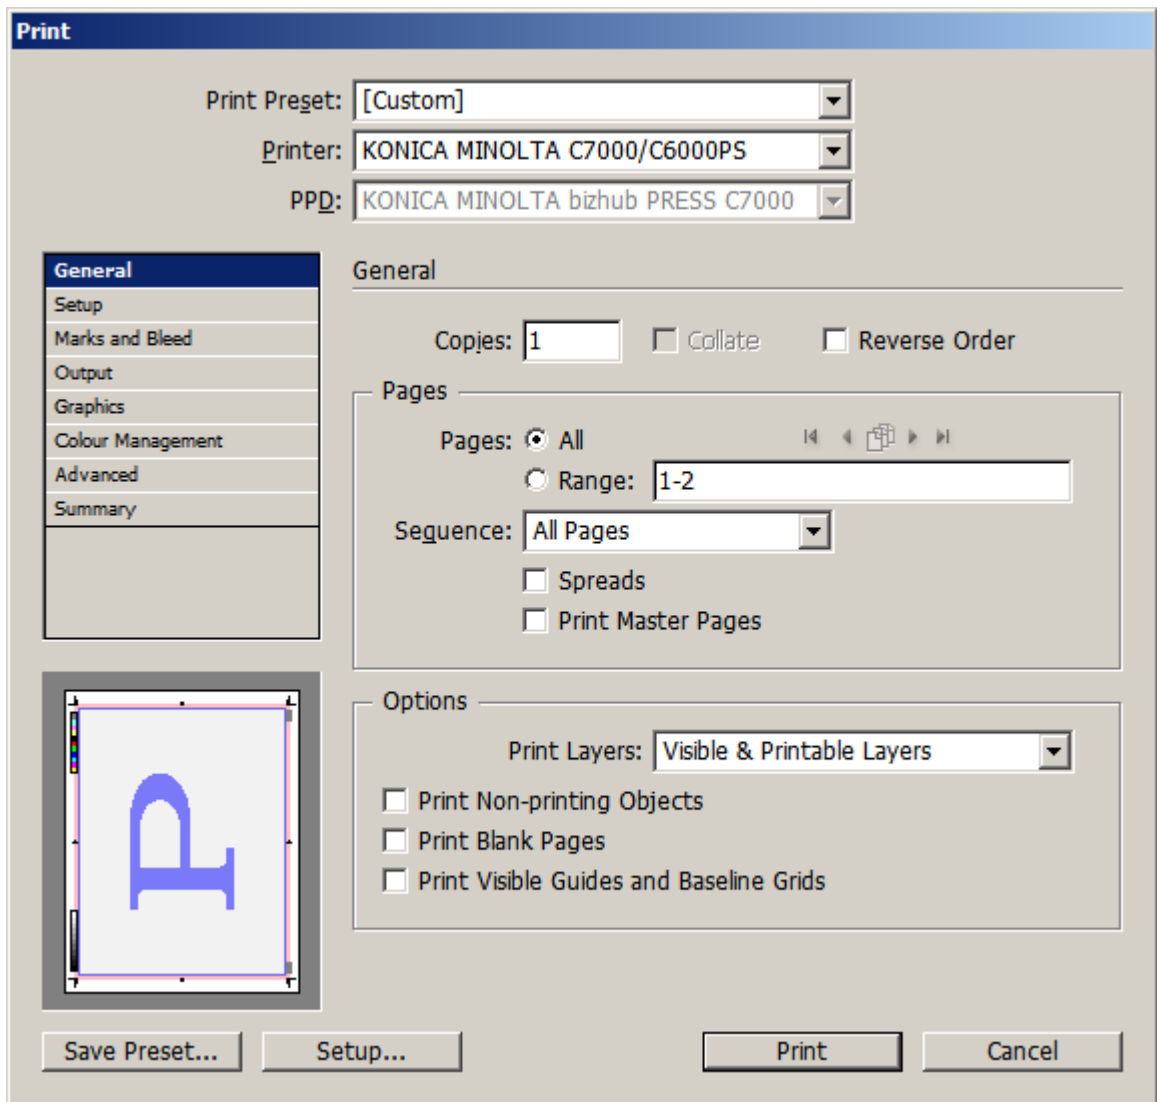 Print
Print Preset: [Custom]
Printer: KONICA MINOLTA C7000/C6000PS
PPD: KONICA MINOLTA bizhub PRESS C7000
General
Setup
Marks and Bleed
Output
Graphics
Colour Management
Advanced
Summary
General
Copies: 1 Collate Reverse Order
Pages
Pages: All
Range: 1-2
Sequence: All Pages
Spreads
Print Master Pages
P
Options
Print Layers: Visible & Printable Layers
Print Non-printing Objects
Print Blank Pages
Print Visible Guides and Baseline Grids
Save Preset... Setup... Print Cancel